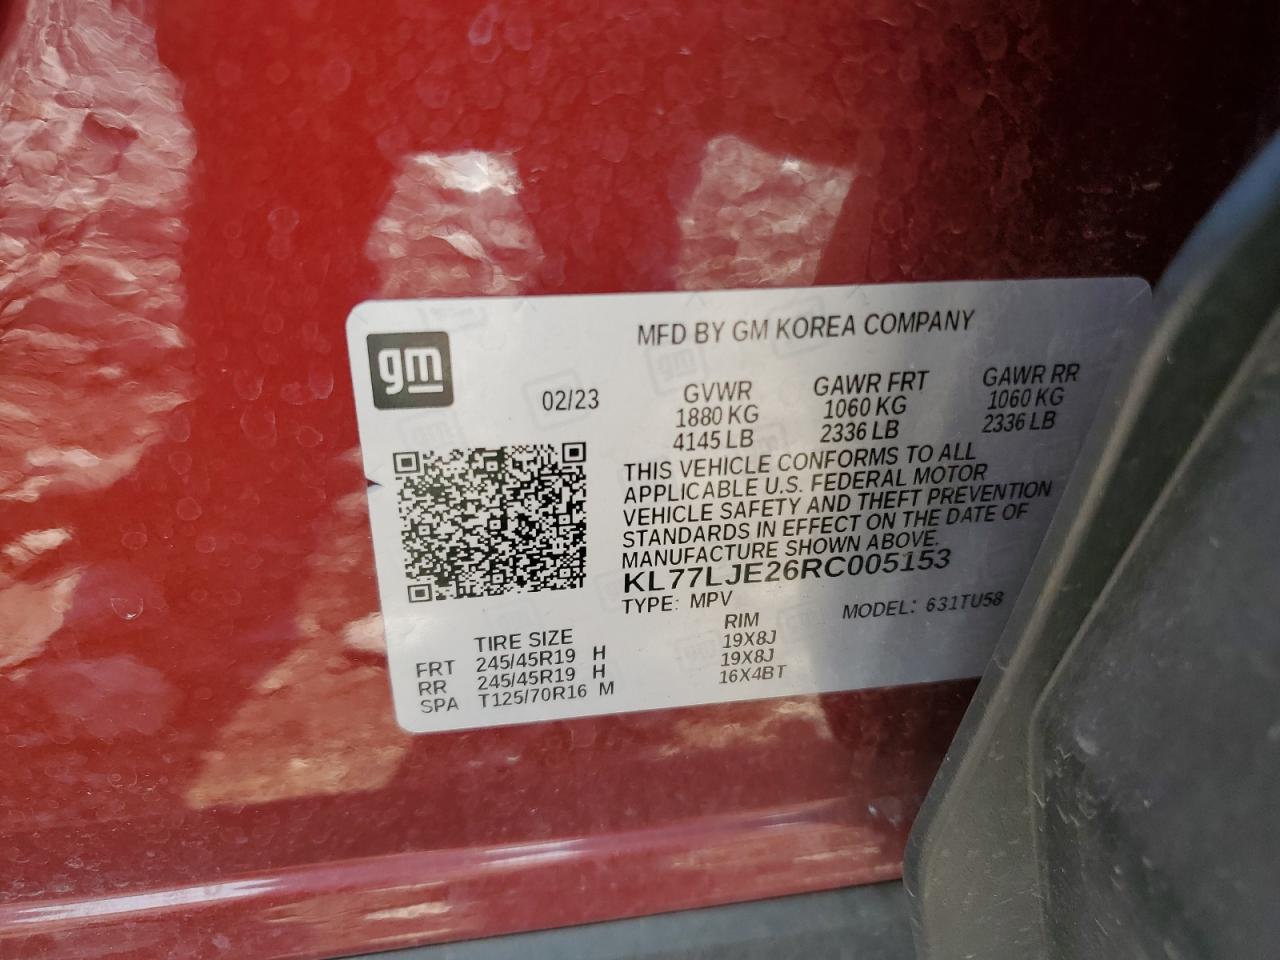 gm
MFD BY GM KOREA COMPANY
02/23
GVWR GAWR FRT GAWR RR
1880 KG 1060 KG 1060 KG
4145 LB 2336 LB 2336 LB
THIS VEHICLE CONFORMS TO ALL
APPLICABLE U.S. FEDERAL MOTOR
VEHICLE SAFETY AND THEFT PREVENTION
STANDARDS IN EFFECT ON THE DATE OF
MANUFACTURE SHOWN ABOVE.
KL77LJE26RC005153
TYPE: MPV MODEL: 631TU58
TIRE SIZE RIM
FRT 245/45R19 H 19X8J
RR 245/45R19 H 19X8J
SPA T125/70R16 M 16X4BT